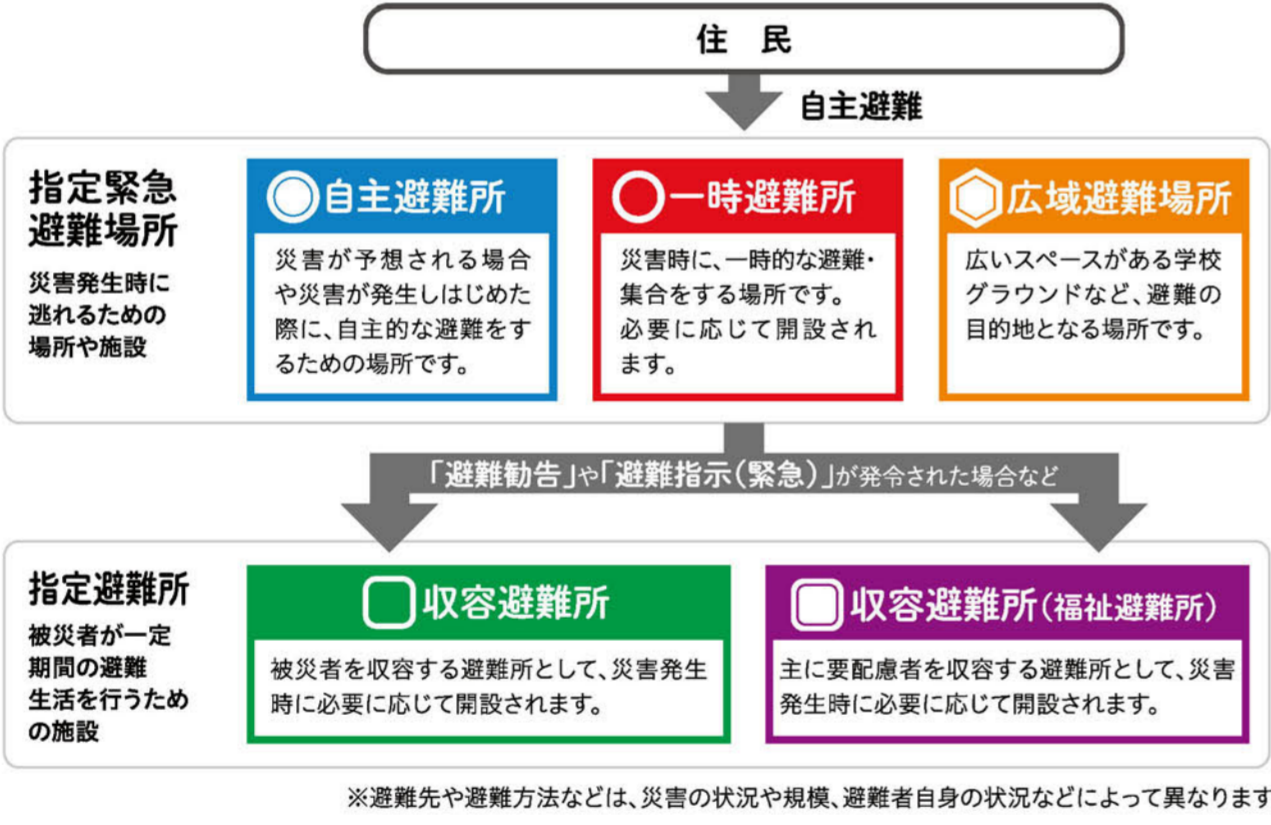 住 民
自主避難
指定緊急
避難場所
災害発生時に
逃れるための
場所や施設
自主避難所
災害が予想される場合
や災害が発生しはじめた
際に、自主的な避難をす
るための場所です。
一時避難所
災害時に、一時的な避難・
集合をする場所です。
必要に応じて開設され
ます。
広域避難場所
広いスペースがある学校
グラウンドなど、避難の
目的地となる場所です。
「避難勧告」や「避難指示(緊急)」が発令された場合など
指定避難所
被災者が一定
期間の避難
生活を行うため
の施設
収容避難所
被災者を収容する避難所として、災害発生
時に必要に応じて開設されます。
収容避難所(福祉避難所)
主に要配慮者を収容する避難所として、災害
発生時に必要に応じて開設されます。
※避難先や避難方法などは、災害の状況や規模、避難者自身の状況などによって異なります